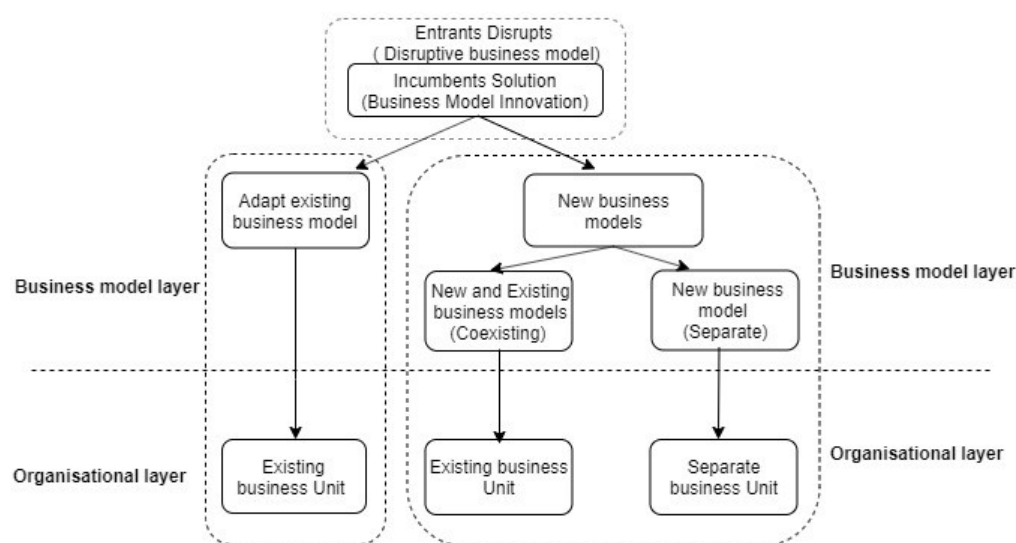 Entrants Disrupts
( Disruptive business model)
Incumbents Solution
(Business Model Innovation)
Adapt existing
business model
New business
models
Business model layer
New and Existing
business models
(Coexisting)
New business
model
(Separate)
Business model layer
Organisational layer
Existing
business Unit
Existing business
Unit
Separate
business Unit
Organisational layer